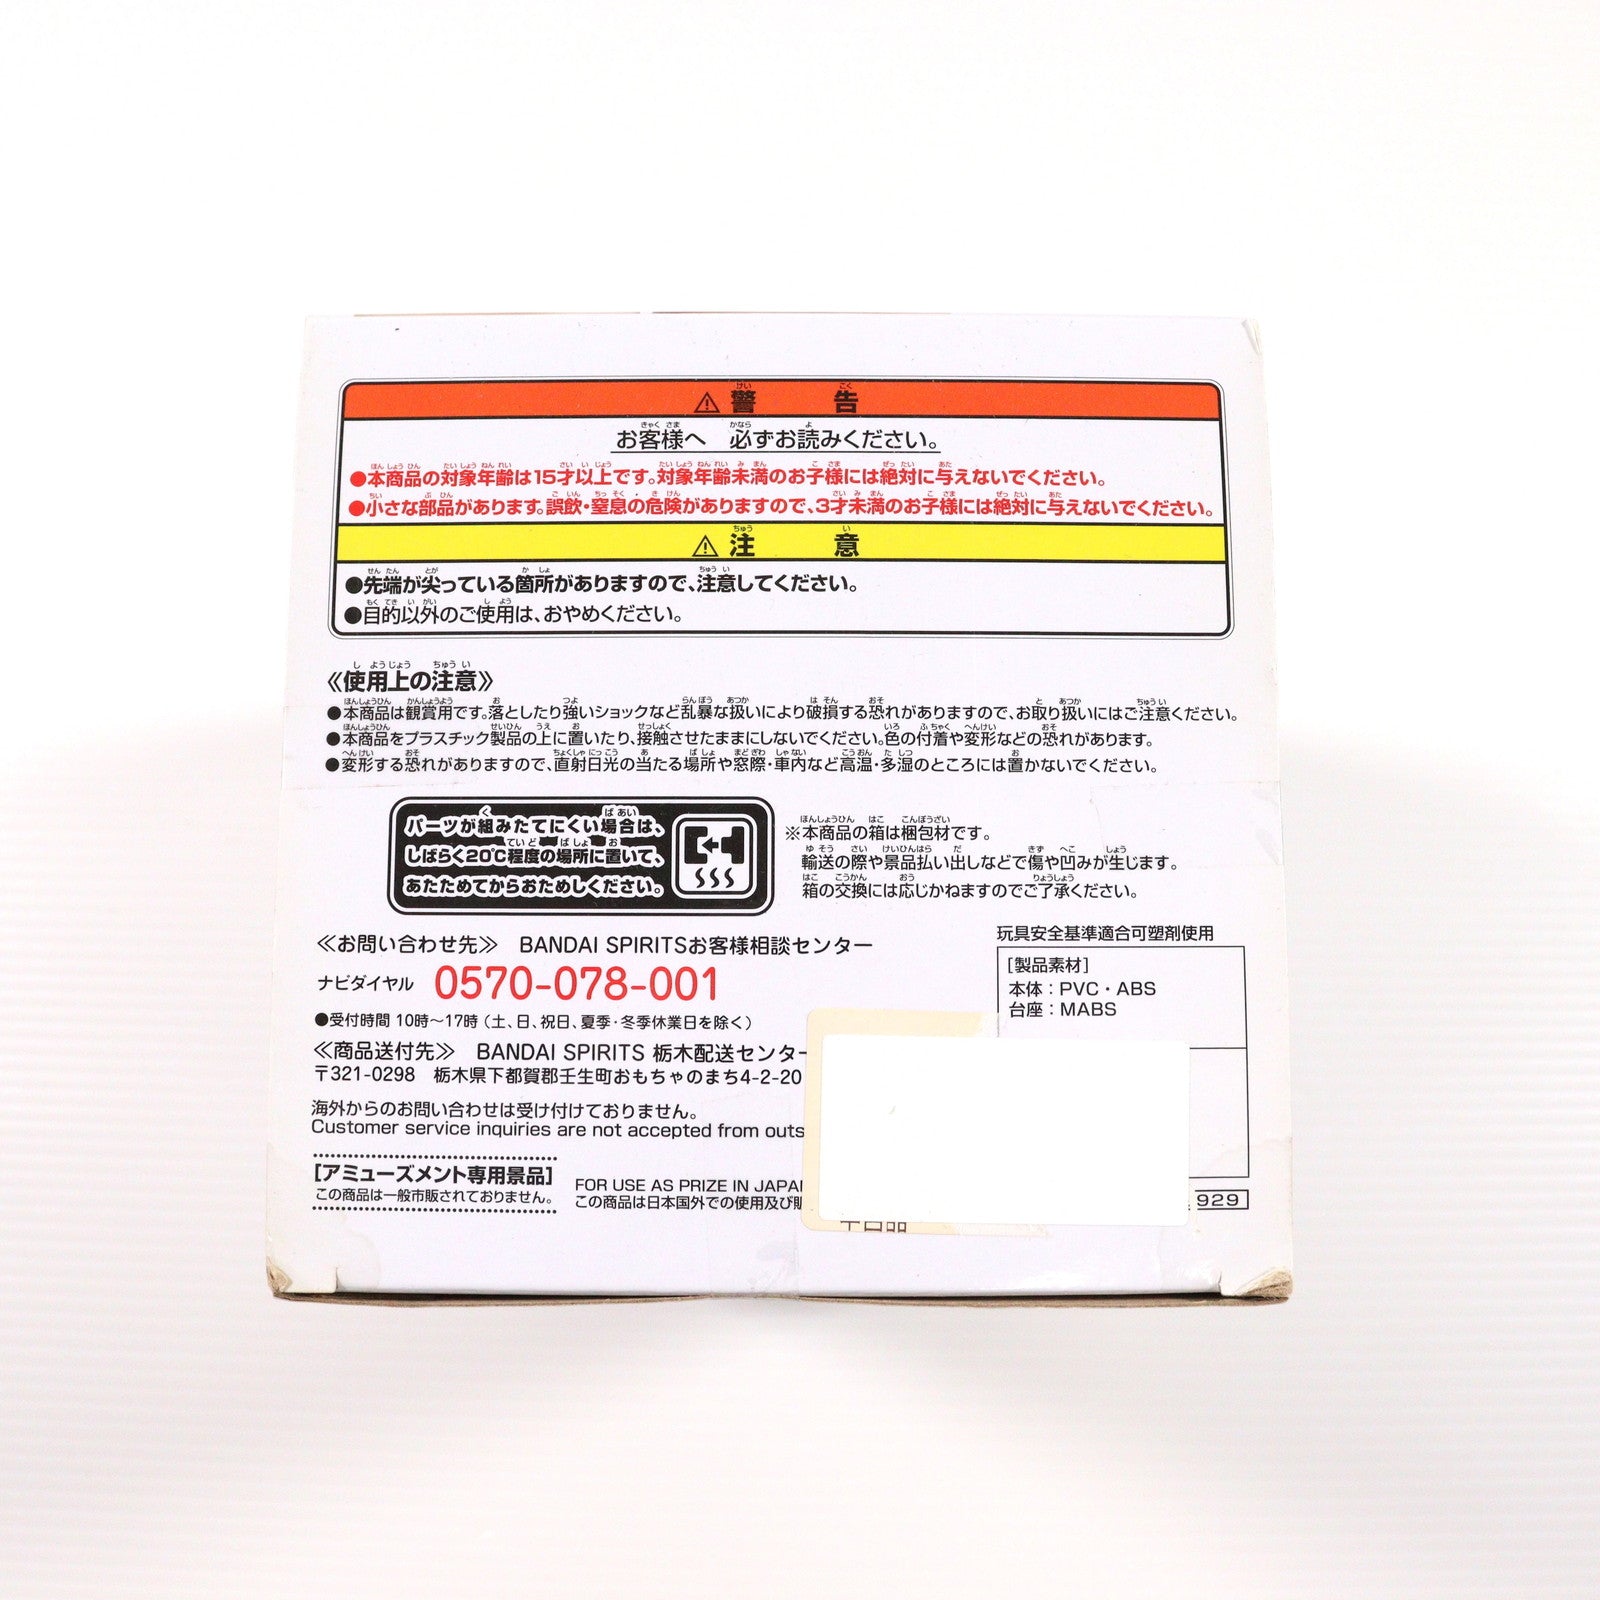 ⚠警告
お客様へ 必ずお読みください。
●本商品の対象年齢は15才以上です。対象年齢未満のお子様には絶対に与えないでください。
●小さな部品があります。誤飲・窒息の危険がありますので、3才未満のお子様には絶対に与えないでください。
⚠注意
●先端が尖っている箇所がありますので、注意してください。
●目的以外のご使用は、おやめください。
《使用上の注意》
●本商品は観賞用です。落としたり強いショックなど乱暴な扱いにより破損する恐れがありますので、お取り扱いにはご注意ください。
●本商品をプラスチック製品の上に置いたり、接触させたままにしないでください。色の付着や変形などの恐れがあります。
●変形する恐れがありますので、直射日光の当たる場所や窓際・車内など高温・多湿のところには置かないでください。
パーツが組みたてにくい場合は、
しばらく20℃程度の場所に置いて、
あたためてからおためしください。
※本商品の箱は梱包材です。
輸送の際や景品払い出しなどで傷や凹みが生じます。
箱の交換には応じかねますのでご了承ください。
≪お問い合わせ先≫ BANDAI SPIRITSお客様相談センター
ナビダイヤル 0570-078-001
●受付時間 10時～17時（土、日、祝日、夏季・冬季休業日を除く）
≪商品送付先≫ BANDAI SPIRITS 栃木配送センター
〒321-0298 栃木県下都賀郡壬生町おもちゃのまち4-2-20
海外からのお問い合わせは受け付けておりません。
Customer service inquiries are not accepted from outs
[アミューズメント専用景品]
この商品は一般市販されておりません。
FOR USE AS PRIZE IN JAPA
この商品は日本国外での使用及び
玩具安全基準適合可塑剤使用
[製品素材]
本体：PVC・ABS
台座：MABS
929